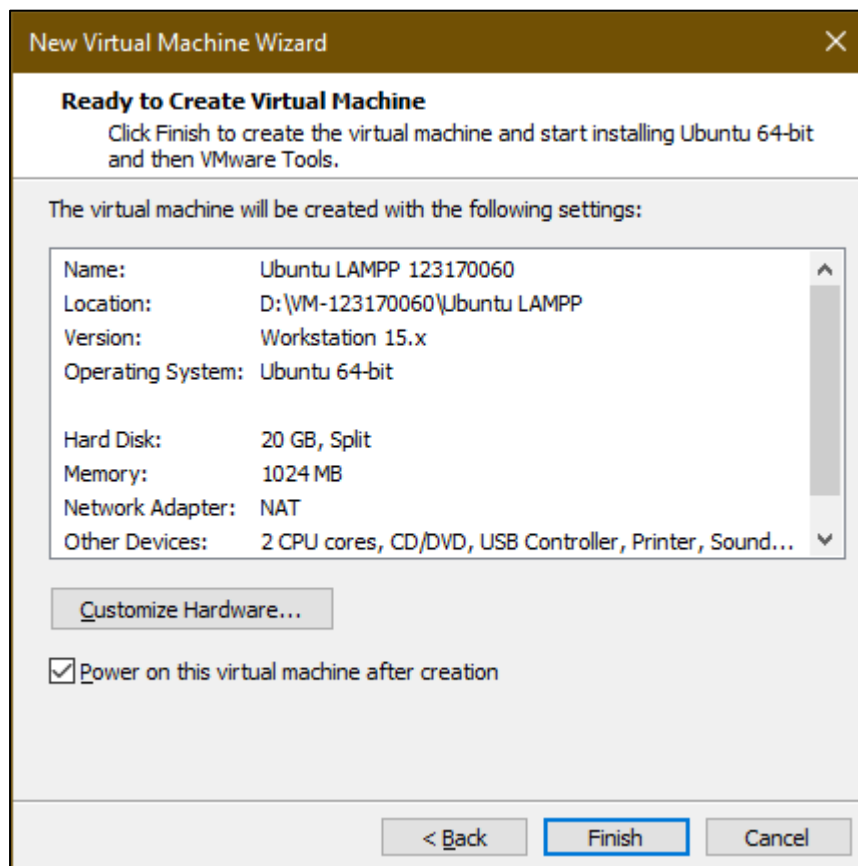 New Virtual Machine Wizard
Ready to Create Virtual Machine
Click Finish to create the virtual machine and start installing Ubuntu 64-bit
and then VMware Tools.
The virtual machine will be created with the following settings:
Name: Ubuntu LAMPP 123170060
Location: D:\VM-123170060\Ubuntu LAMPP
Version: Workstation 15.x
Operating System: Ubuntu 64-bit
Hard Disk: 20 GB, Split
Memory: 1024 MB
Network Adapter: NAT
Other Devices: 2 CPU cores, CD/DVD, USB Controller, Printer, Sound...
Customize Hardware...
Power on this virtual machine after creation
< Back Finish Cancel